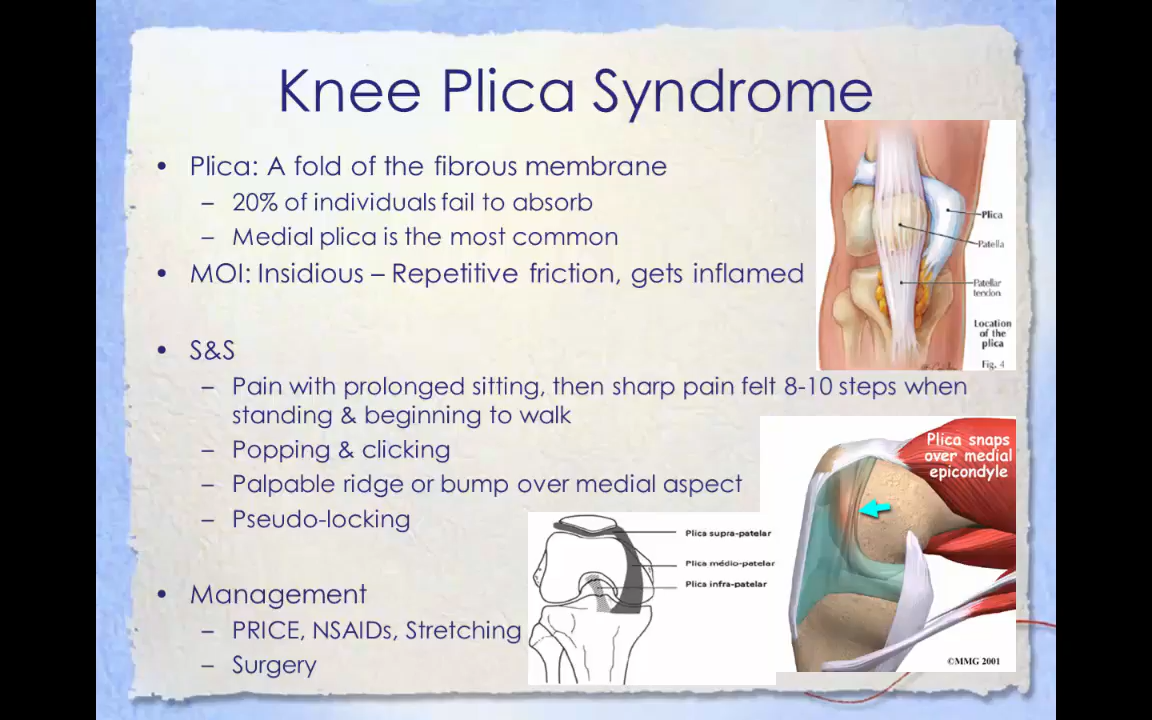 Knee Plica Syndrome
• Plica: A fold of the fibrous membrane
– 20% of individuals fail to absorb
– Medial plica is the most common
• MOI: Insidious – Repetitive friction, gets inflamed
• S&S
– Pain with prolonged sitting, then sharp pain felt 8-10 steps when
standing & beginning to walk
– Popping & clicking
– Palpable ridge or bump over medial aspect
– Pseudo-locking
• Management
– PRICE, NSAIDs, Stretching
– Surgery
Plica
Patella
Patellar
tendon
Location
of the
plica
Fig. 4
Plica snaps
over medial
epicondyle
©MMG 2001
Plica supra-patelar
Plica médio-patelar
Plica infra-patelar